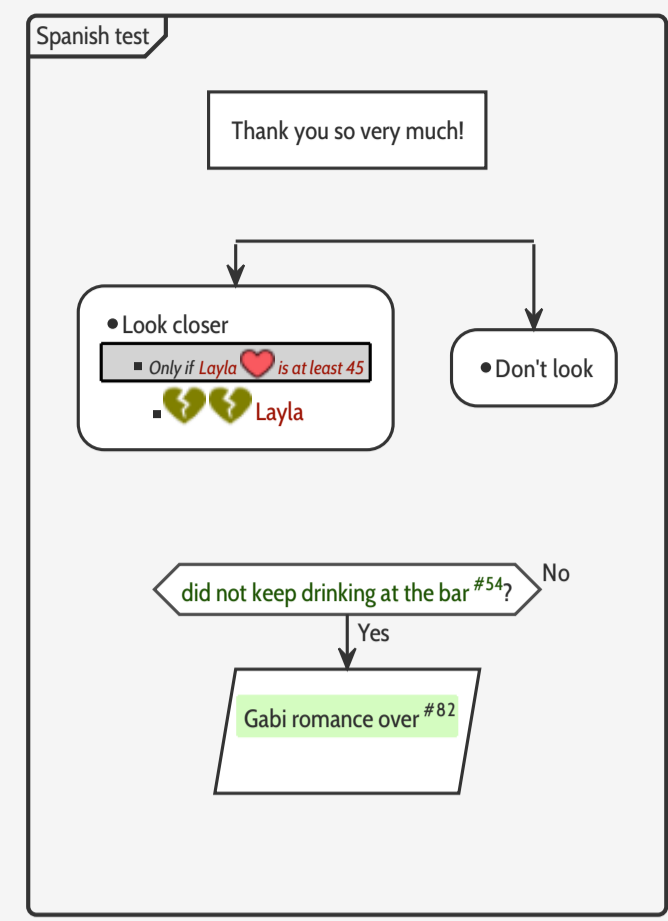 Spanish test
Thank you so very much!
Look closer
Only if Layla is at least 45
Layla
Don't look
did not keep drinking at the bar #54?
No
Yes
Gabi romance over #82